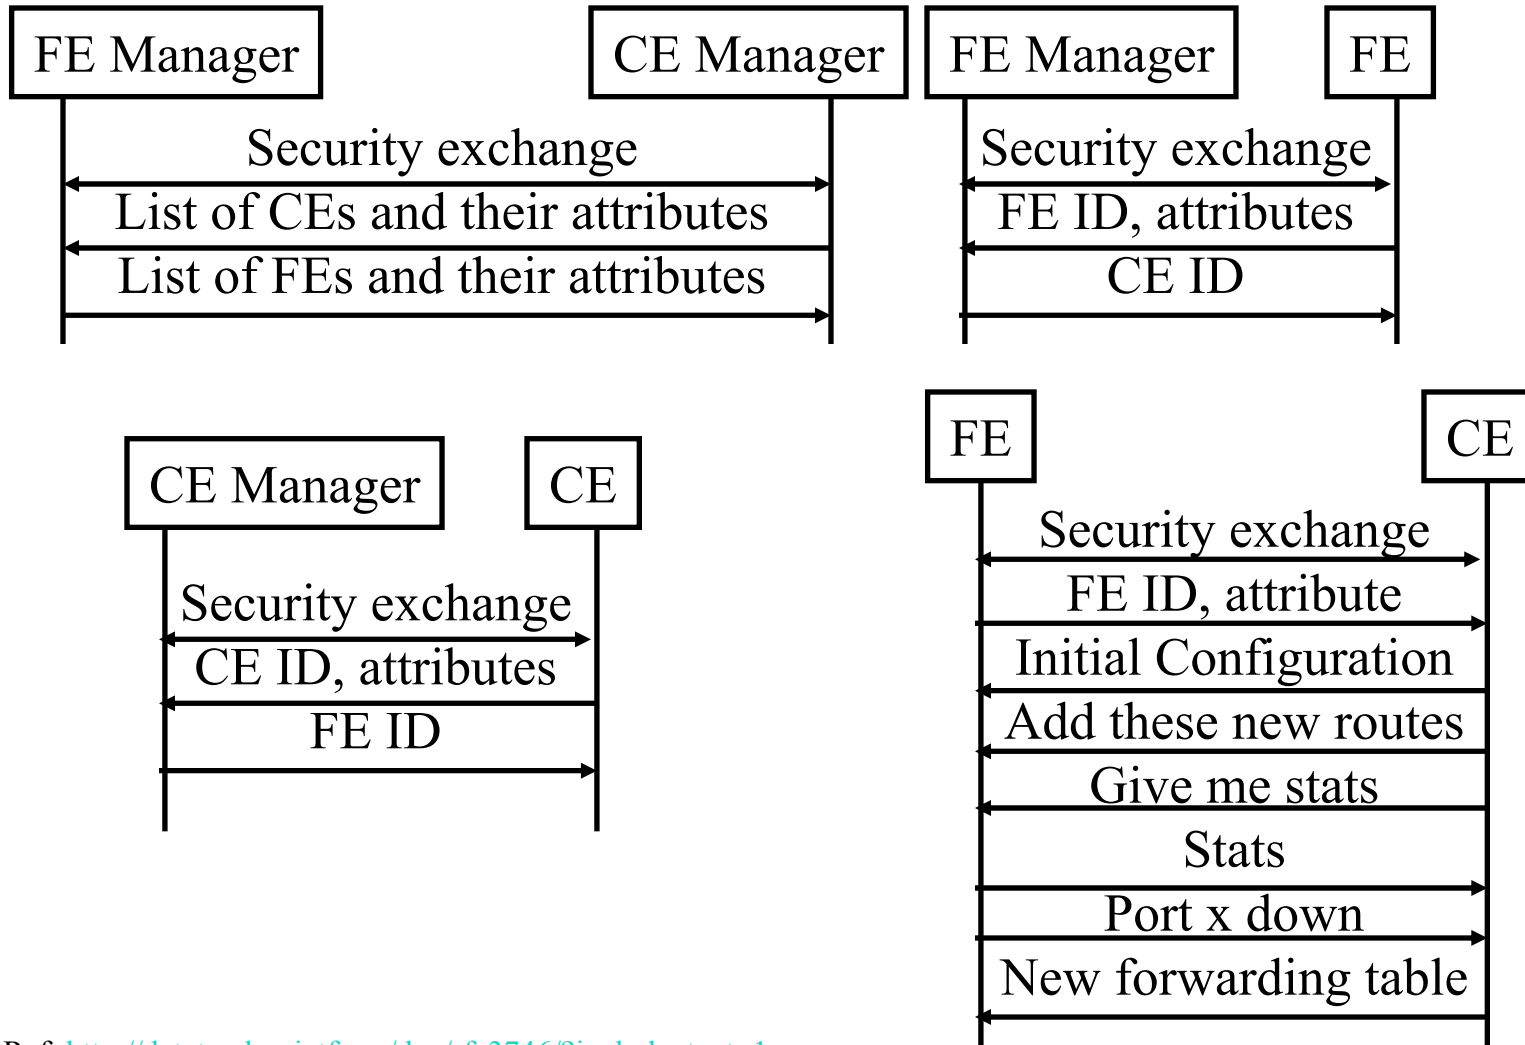 FE Manager
CE Manager
Security exchange
List of CEs and their attributes
List of FEs and their attributes
FE Manager
FE
Security exchange
FE ID, attributes
CE ID
CE Manager
CE
Security exchange
CE ID, attributes
FE ID
FE
CE
Security exchange
FE ID, attribute
Initial Configuration
Add these new routes
Give me stats
Stats
Port x down
New forwarding table